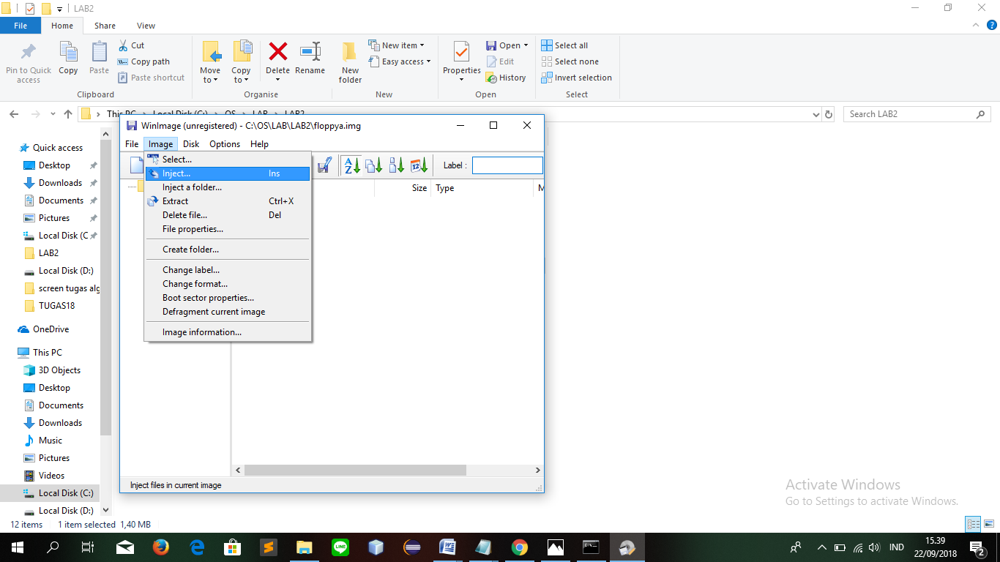 LAB2
File Home Share View
Pin to Quick access
Copy
Paste
Cut
Copy path
Paste shortcut
Clipboard
Move to
Copy to
Delete
Rename
Organise
New folder
New item
Easy access
New
Properties
Open
Edit
History
Open
Select all
Select none
Invert selection
Select
This PC Local Disk (C:) OS LAB LAB2
Search LAB2
Quick access
Desktop
Downloads
Documents
Pictures
Local Disk (C
LAB2
Local Disk (D:)
screen tugas alg
TUGAS18
OneDrive
This PC
3D Objects
Desktop
Documents
Downloads
Music
Pictures
Videos
Local Disk (C:)
Local Disk (D:)
WinImage (unregistered) - C:\OS\LAB\LAB2\floppya.img
File Image Disk Options Help
A Z
12
Label :
Size Type M
Select...
Inject... Ins
Inject a folder...
Extract Ctrl+X
Delete file... Del
File properties...
Create folder...
Change label...
Change format...
Boot sector properties...
Defragment current image
Image information...
Inject files in current image
Activate Windows
Go to Settings to activate Windows.
12 items 1 item selected 1,40 MB
LINE
IND
15.39
22/09/2018
2